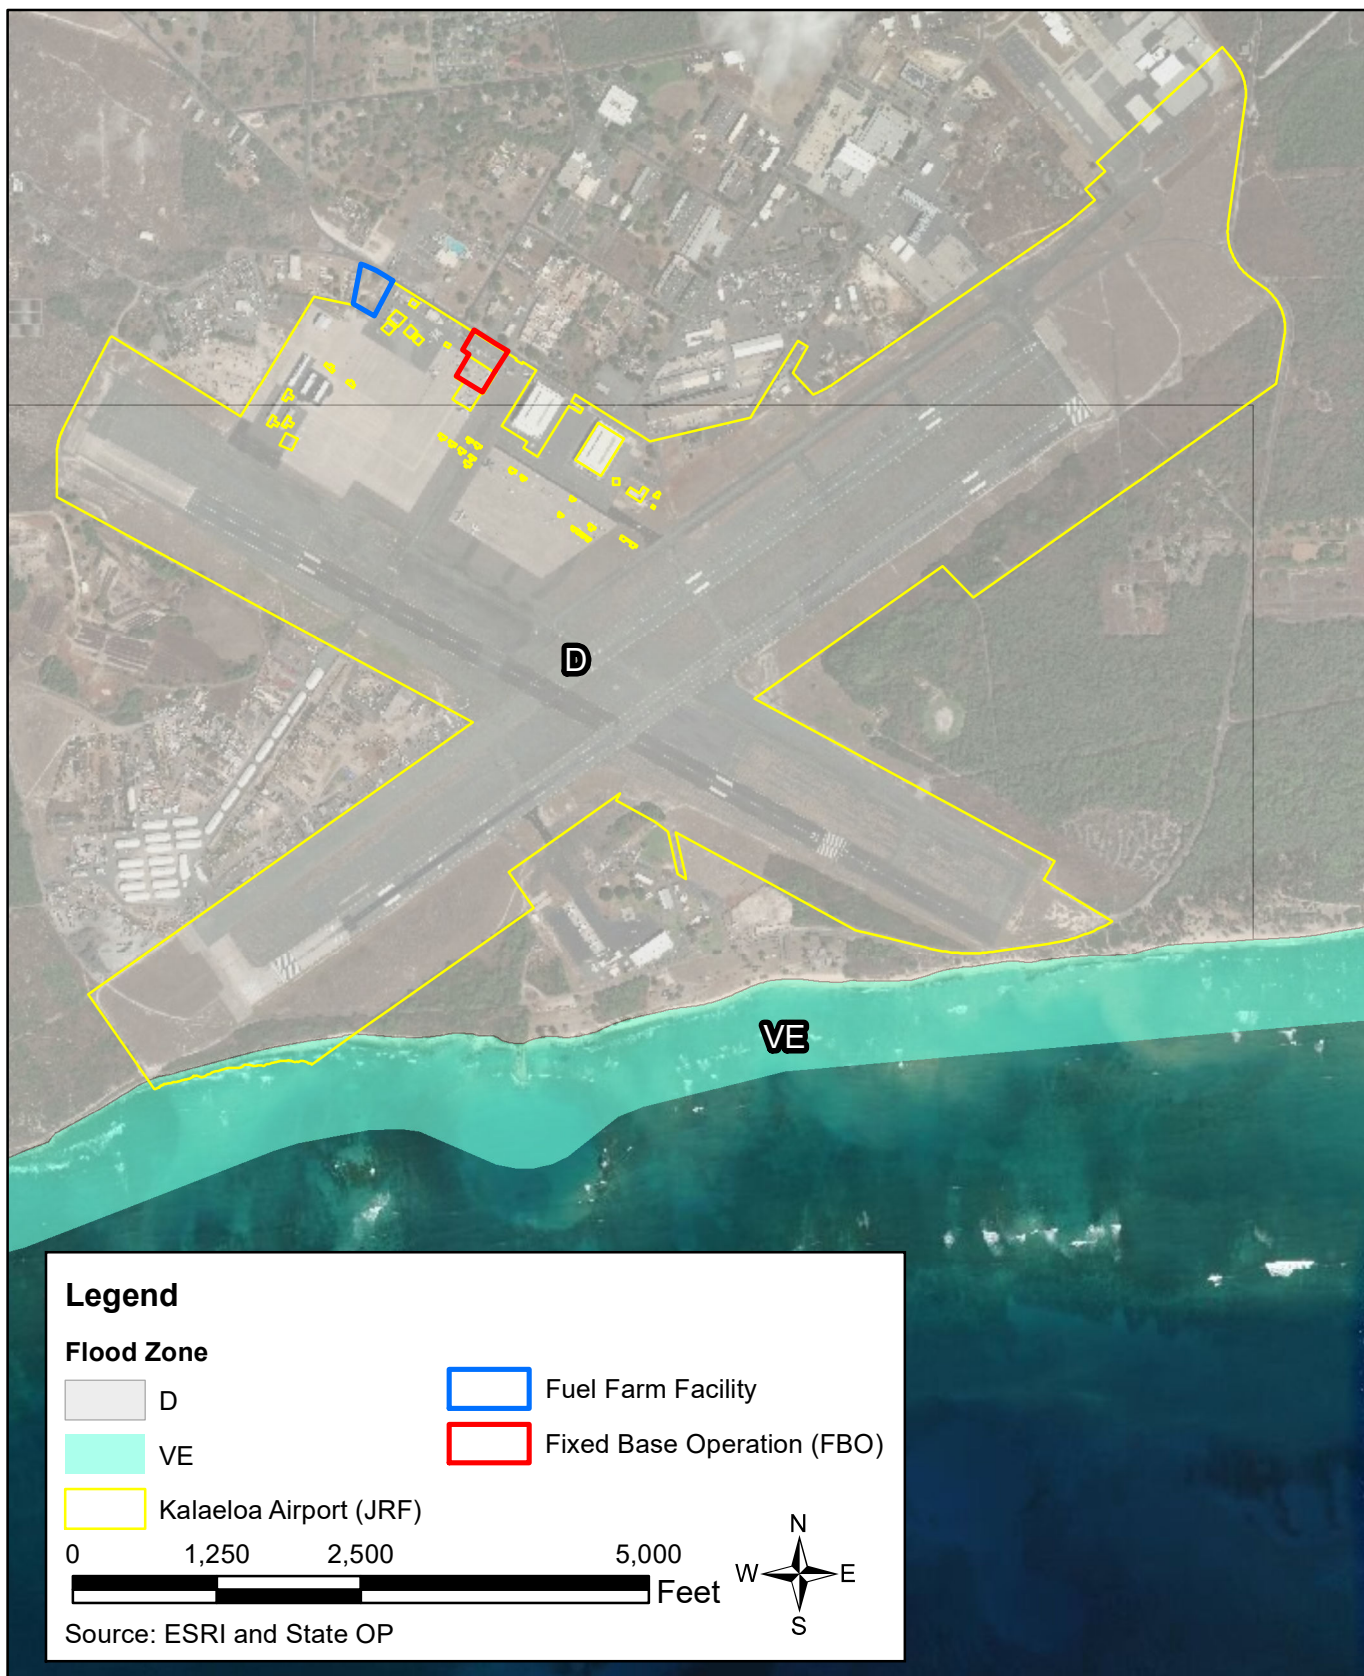 D
VE
Legend
Flood Zone
D
VE
Kalaeloa Airport (JRF)
Fuel Farm Facility
Fixed Base Operation (FBO)
0 1,250 2,500 5,000
Feet
N
W E
S
Source: ESRI and State OP